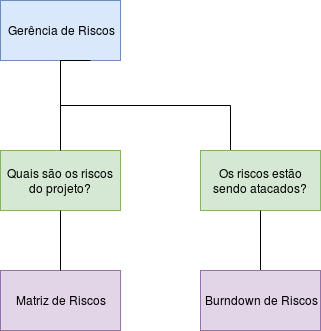 Gerência de Riscos
Quais são os riscos
do projeto?
Os riscos estão
sendo atacados?
Matriz de Riscos
Burndown de Riscos